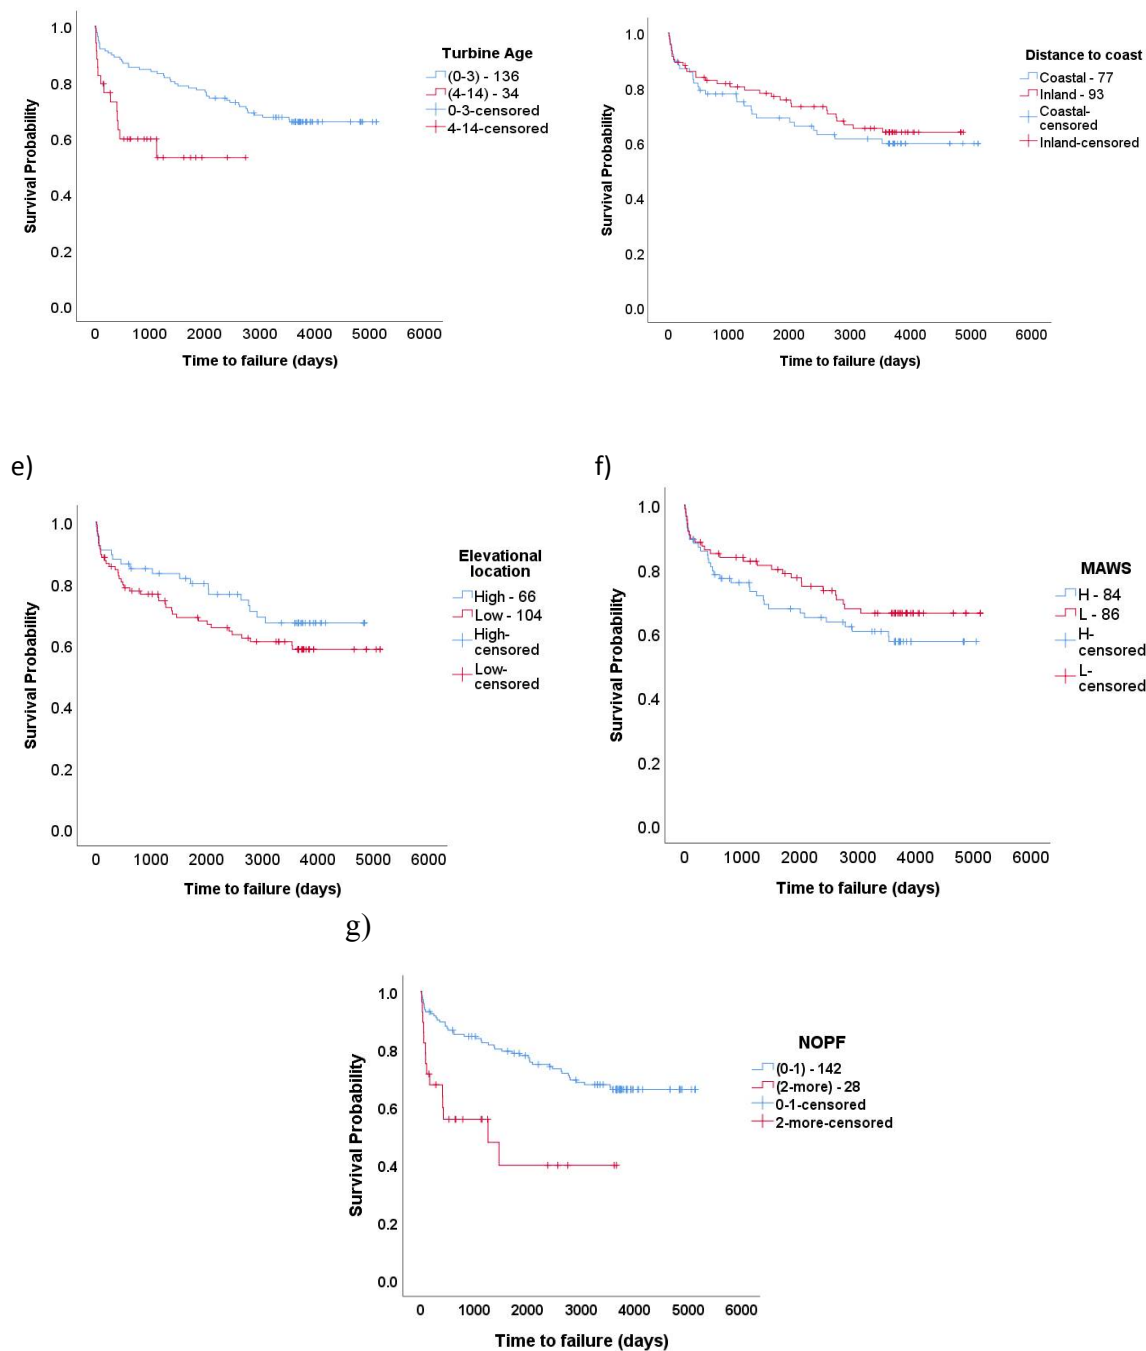 1.0
0.8
0.6
0.4
0.2
0.0
Survival Probability
0 1000 2000 3000 4000 5000 6000
Time to failure (days)
Turbine Age
(0-3) - 136
(4-14) - 34
0-3-censored
4-14-censored
1.0
0.8
0.6
0.4
0.2
0.0
Survival Probability
0 1000 2000 3000 4000 5000 6000
Time to failure (days)
Distance to coast
Coastal - 77
Inland - 93
Coastal-
censored
Inland-censored
e)
1.0
0.8
0.6
0.4
0.2
0.0
Survival Probability
0 1000 2000 3000 4000 5000 6000
Time to failure (days)
Elevational
location
High - 66
Low - 104
High-
censored
Low-
censored
f)
1.0
0.8
0.6
0.4
0.2
0.0
Survival Probability
0 1000 2000 3000 4000 5000 6000
Time to failure (days)
MAWS
H - 84
L - 86
H-
censored
L-
censored
g)
1.0
0.8
0.6
0.4
0.2
0.0
Survival Probability
0 1000 2000 3000 4000 5000 6000
Time to failure (days)
NOPF
(0-1) - 142
(2-more) - 28
0-1-censored
2-more-censored